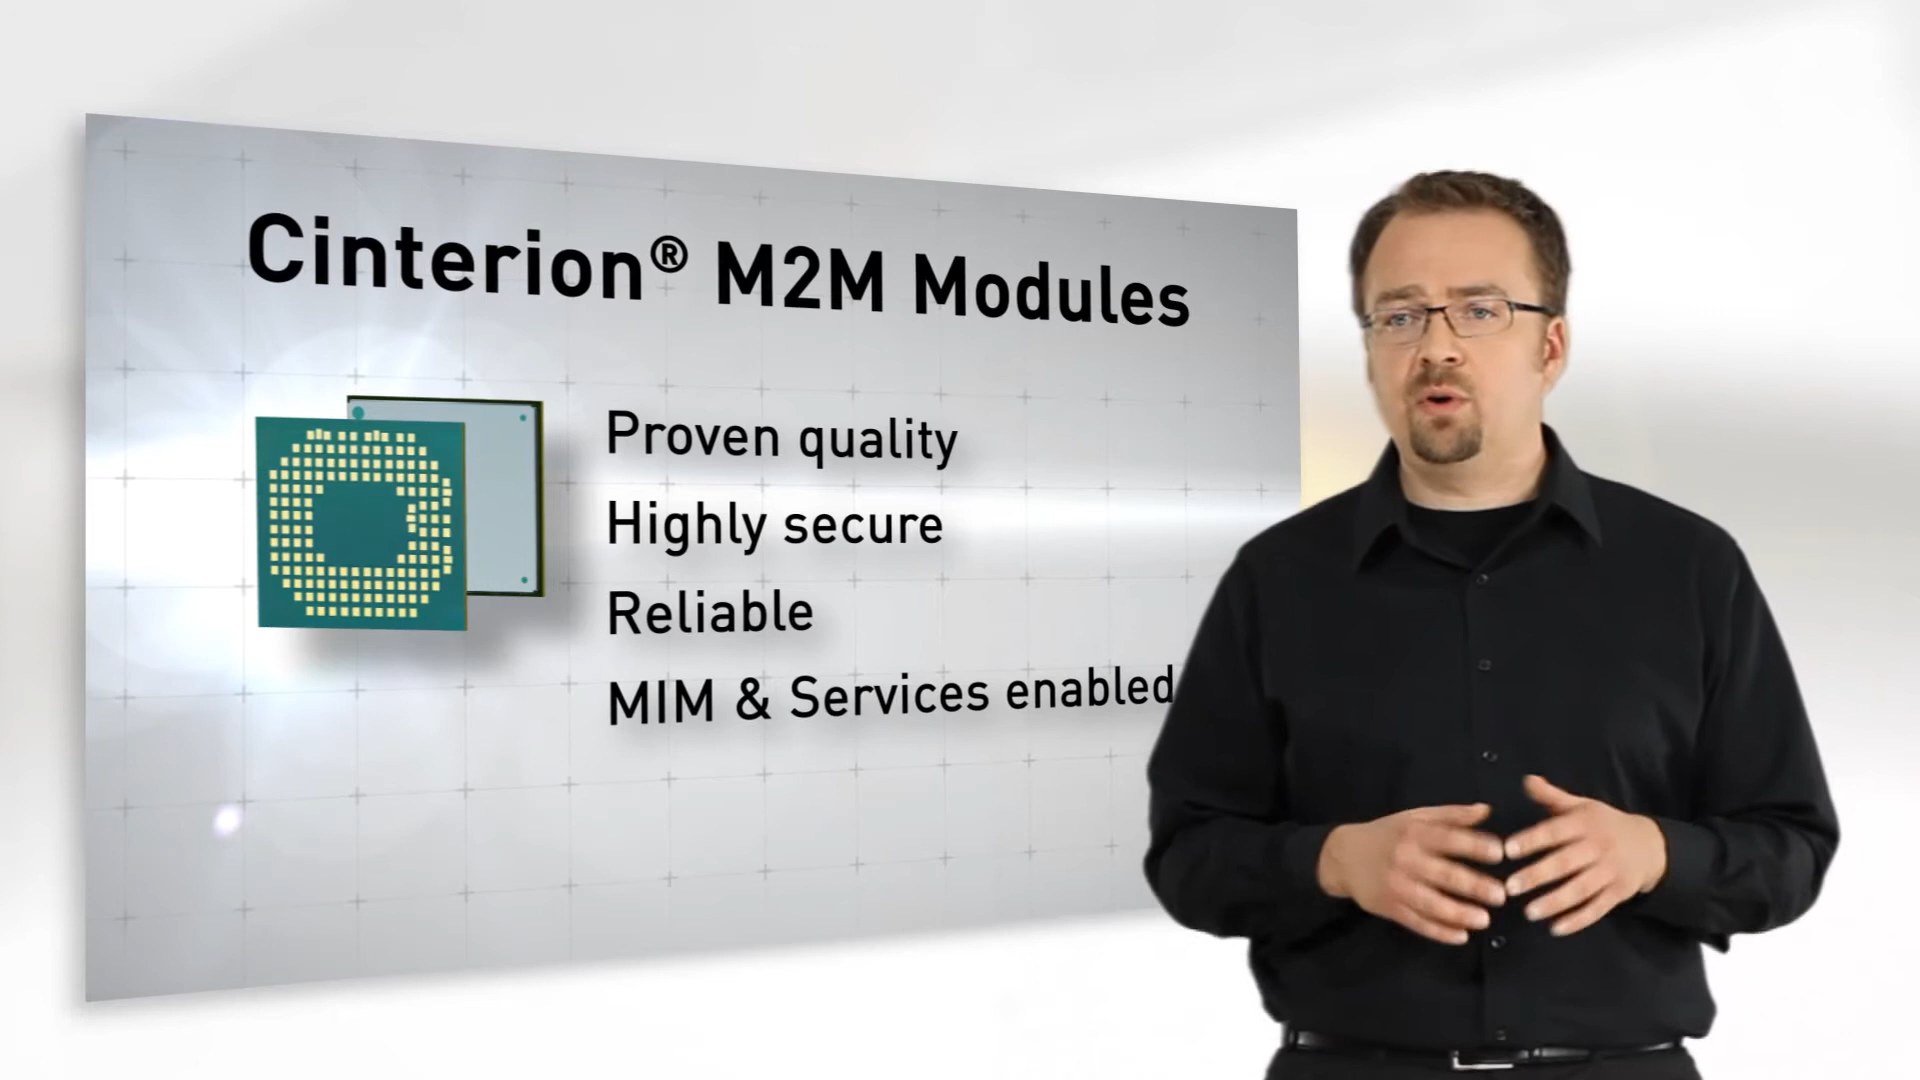 Cinterion® M2M Modules
Proven quality
Highly secure
Reliable
MIM & Services enabled